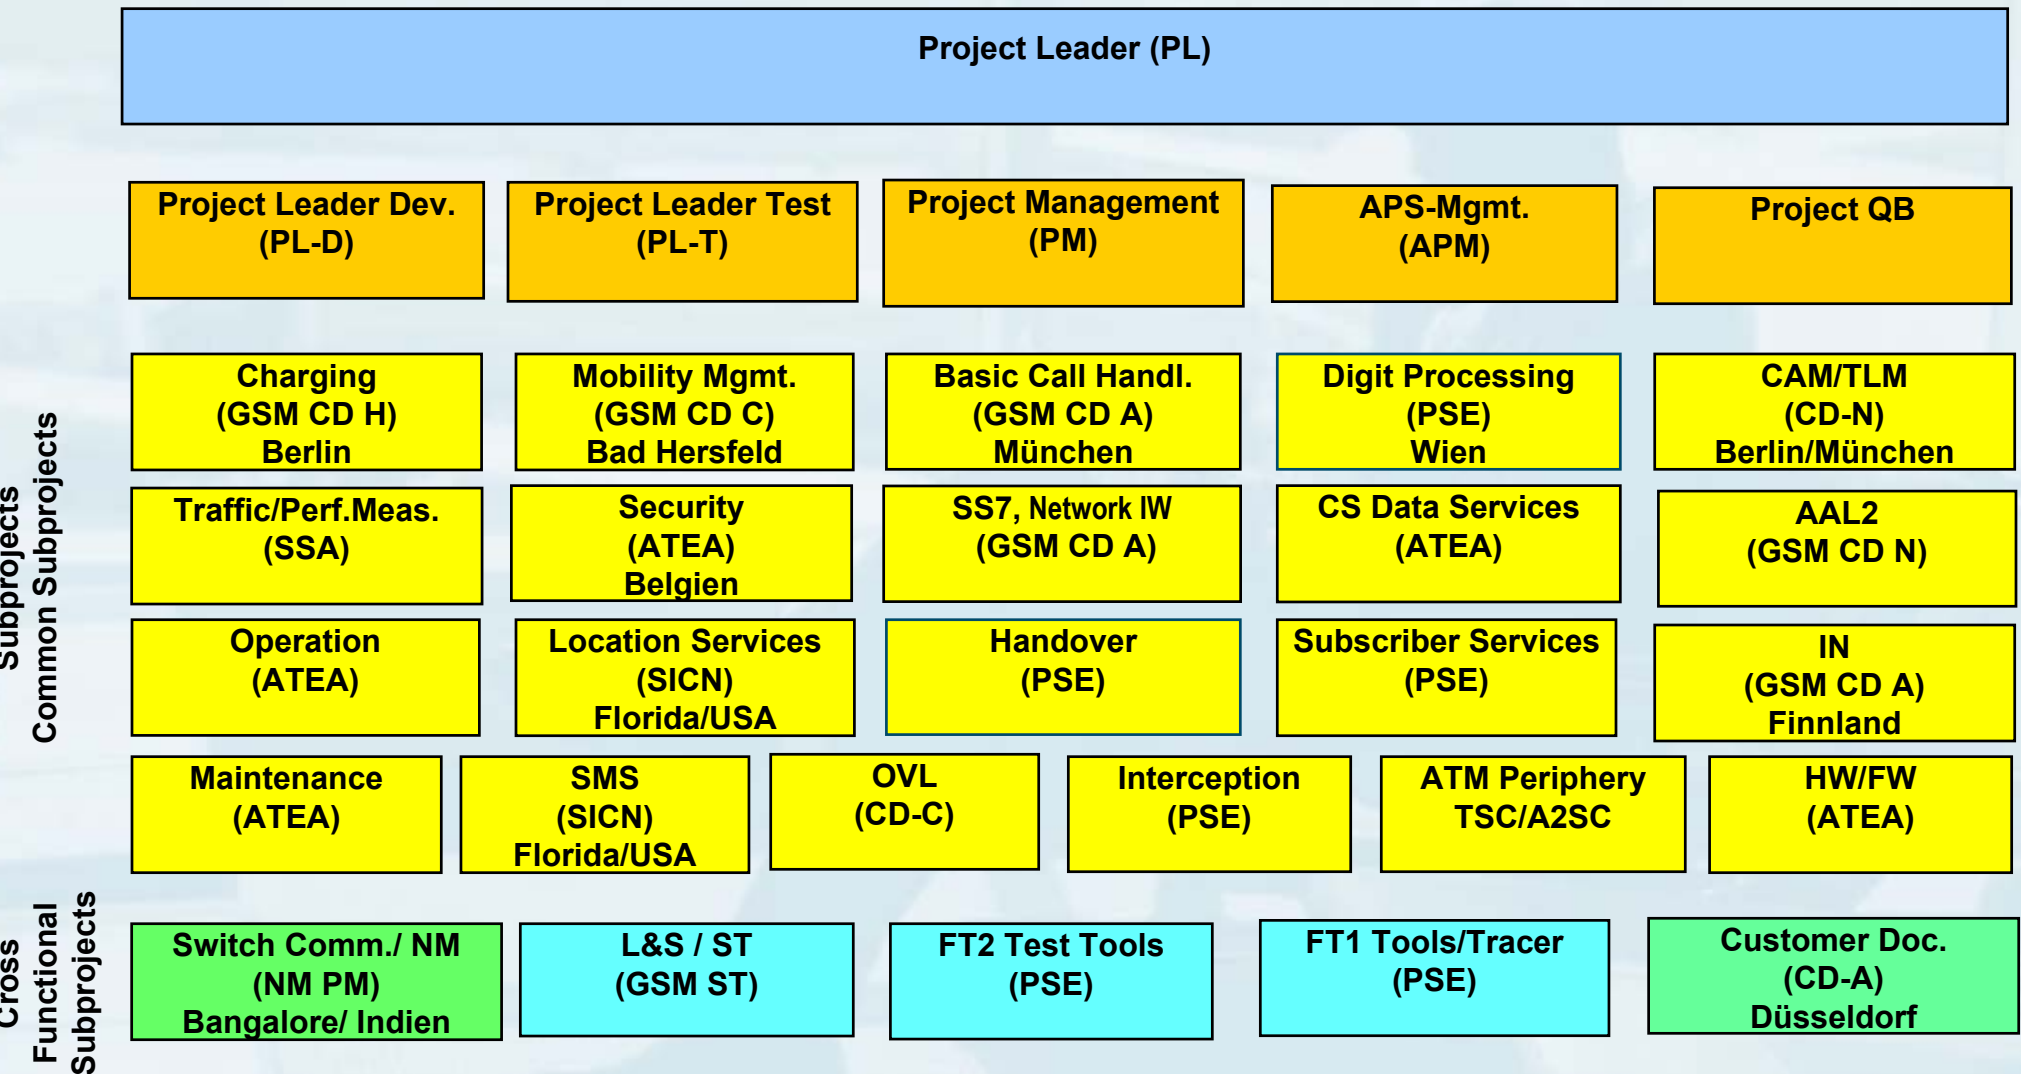 Project Leader (PL)
Project Leader Dev.
(PL-D)
Project Leader Test
(PL-T)
Project Management
(PM)
APS-Mgmt.
(APM)
Project QB
Subprojects
Common Subprojects
Charging
(GSM CD H)
Berlin
Mobility Mgmt.
(GSM CD C)
Bad Hersfeld
Basic Call Handl.
(GSM CD A)
München
Digit Processing
(PSE)
Wien
CAM/TLM
(CD-N)
Berlin/München
Traffic/Perf.Meas.
(SSA)
Security
(ATEA)
Belgien
SS7, Network IW
(GSM CD A)
CS Data Services
(ATEA)
AAL2
(GSM CD N)
Operation
(ATEA)
Location Services
(SICN)
Florida/USA
Handover
(PSE)
Subscriber Services
(PSE)
IN
(GSM CD A)
Finnland
Maintenance
(ATEA)
SMS
(SICN)
Florida/USA
OVL
(CD-C)
Interception
(PSE)
ATM Periphery
TSC/A2SC
HW/FW
(ATEA)
Cross
Functional
Subprojects
Switch Comm./ NM
(NM PM)
Bangalore/ Indien
L&S / ST
(GSM ST)
FT2 Test Tools
(PSE)
FT1 Tools/Tracer
(PSE)
Customer Doc.
(CD-A)
Düsseldorf